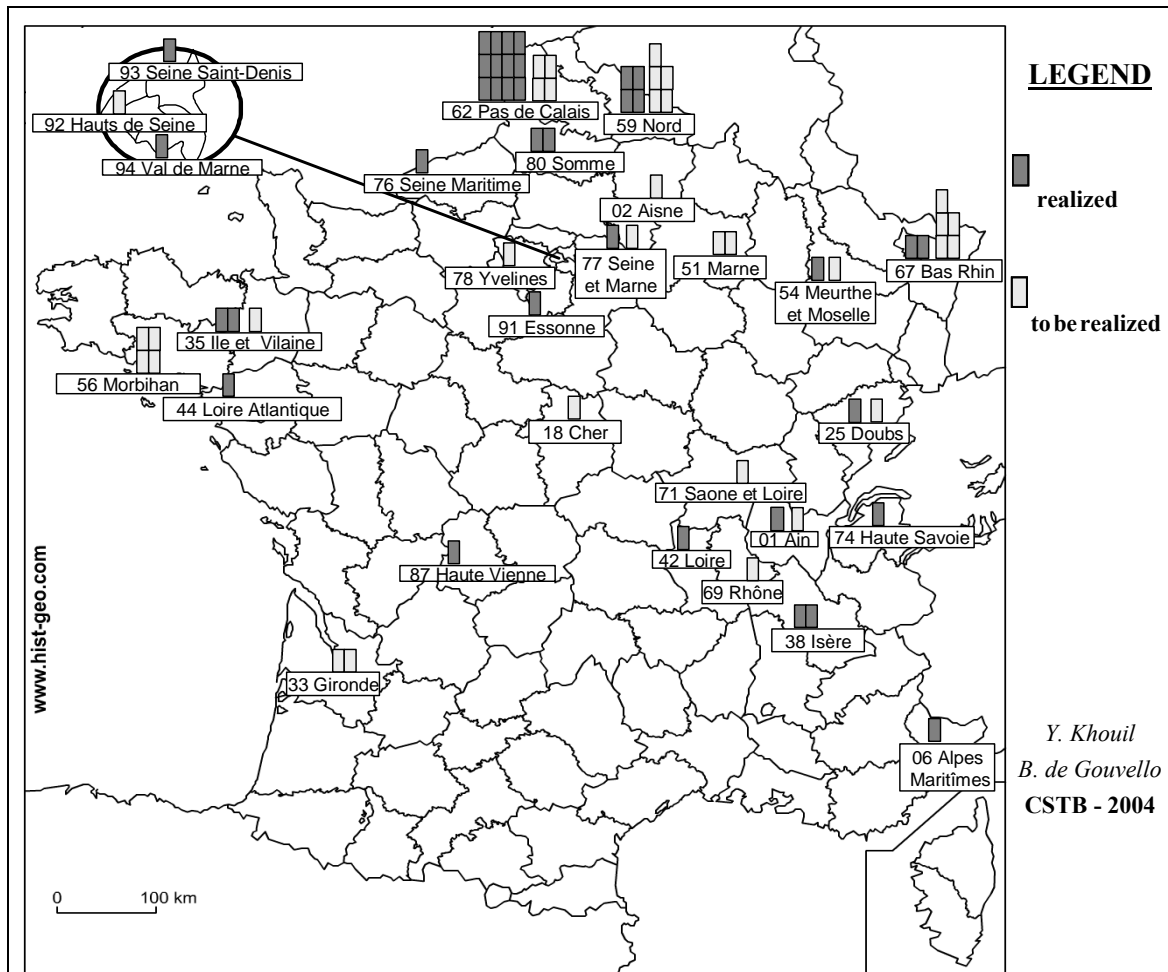 93 Seine Saint-Denis
92 Hauts de Seine
94 Val de Marne
62 Pas de Calais
59 Nord
80 Somme
76 Seine Maritime
02 Aisne
78 Yvelines
77 Seine
et Marne
51 Marne
67 Bas Rhin
54 Meurthe
et Moselle
91 Essonne
35 Ile et Vilaine
56 Morbihan
44 Loire Atlantique
18 Cher
25 Doubs
71 Saone et Loire
01 Ain
74 Haute Savoie
42 Loire
87 Haute Vienne
69 Rhône
38 Isère
33 Gironde
06 Alpes
Maritîmes
www.hist-geo.com
0 100 km
LEGEND
realized
to be realized
Y. Khouil
B. de Gouvello
CSTB - 2004